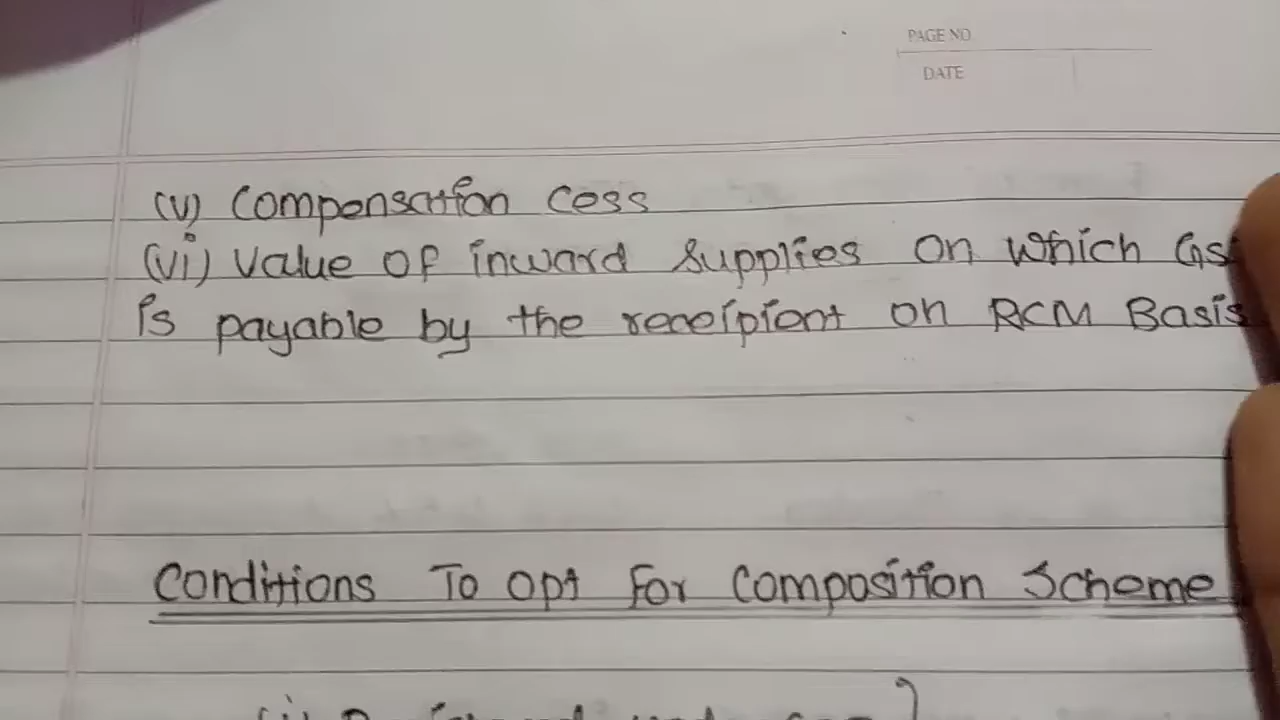 PAGE NO
DATE
(v) Compensation Cess
(vi) Value of inward Supplies on which GS
is payable by the receipient on RCM Basis
Conditions To opt For Composition Scheme